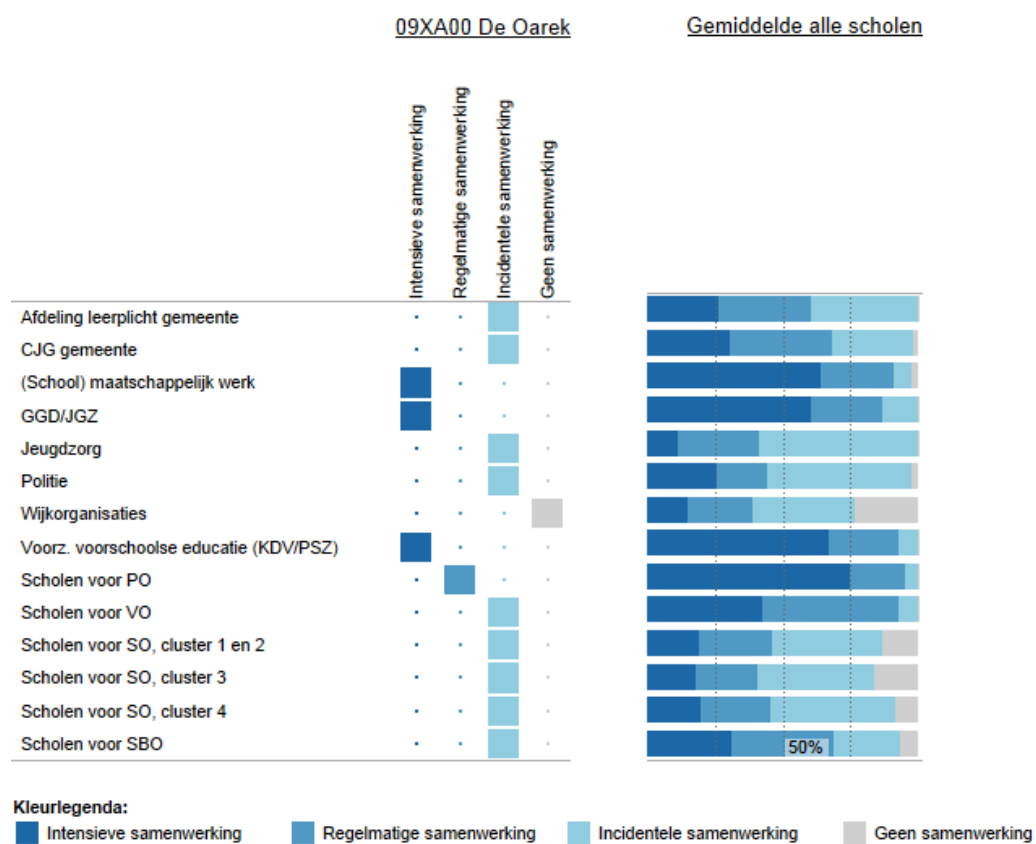 09XA00 De Oarek
Gemiddelde alle scholen
Intensieve samenwerking
Regelmatige samenwerking
Incidentele samenwerking
Geen samenwerking
Afdeling leerplicht gemeente
CJG gemeente
(School) maatschappelijk werk
GGD/JGZ
Jeugdzorg
Politie
Wijkorganisaties
Voorz. voorschoolse educatie (KDV/PSZ)
Scholen voor PO
Scholen voor VO
Scholen voor SO, cluster 1 en 2
Scholen voor SO, cluster 3
Scholen voor SO, cluster 4
Scholen voor SBO
50%
Kleurlegenda:
Intensieve samenwerking
Regelmatige samenwerking
Incidentele samenwerking
Geen samenwerking